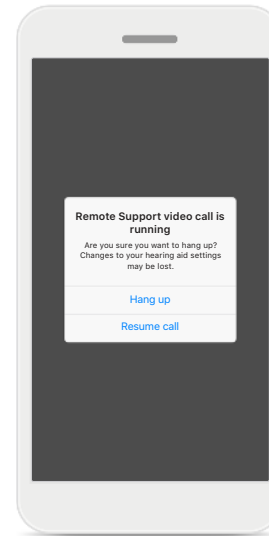 Remote Support video call is
running
Are you sure you want to hang up?
Changes to your hearing aid settings
may be lost.
Hang up
Resume call